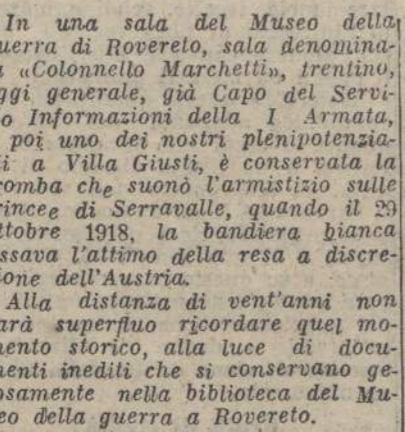 In una sala del Museo della
uerra di Rovereto, sala denomina-
a «Colonnello Marchetti», trentino,
ggi generale, già Capo del Servi-
o Informazioni della I Armata,
poi uno dei nostri plenipotenzia-
i a Villa Giusti, è conservata la
romba che suonò l'armistizio sulle
rincee di Serravalle, quando il 29
ttobre 1918, la bandiera bianca
ssava l'attimo della resa a discre-
ione dell'Austria.
Alla distanza di vent'anni non
arà superfluo ricordare quel mo-
mento storico, alla luce di docu-
menti inediti che si conservano ge-
osamente nella biblioteca del Mu-
eo della guerra a Rovereto.